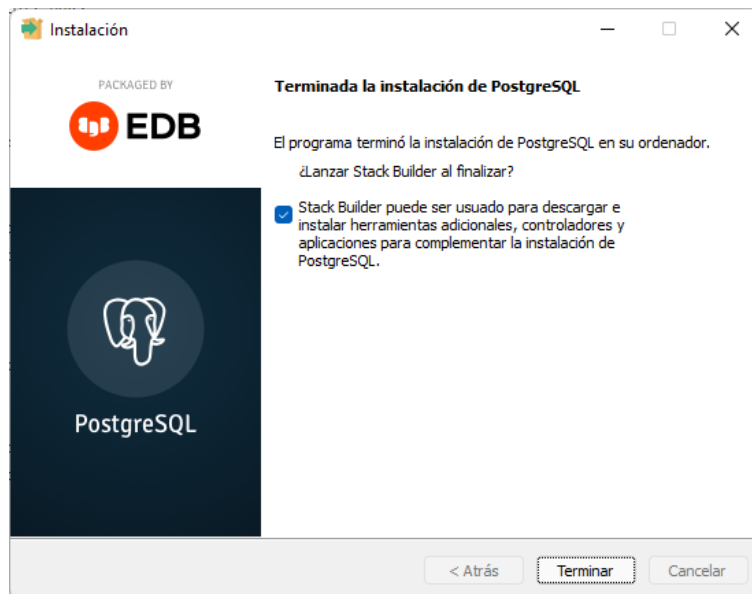 Instalación
PACKAGED BY
EDB
Terminada la instalación de PostgreSQL
El programa terminó la instalación de PostgreSQL en su ordenador.
¿Lanzar Stack Builder al finalizar?
Stack Builder puede ser usado para descargar e
instalar herramientas adicionales, controladores y
aplicaciones para complementar la instalación de
PostgreSQL.
PostgreSQL
< Atrás
Terminar
Cancelar